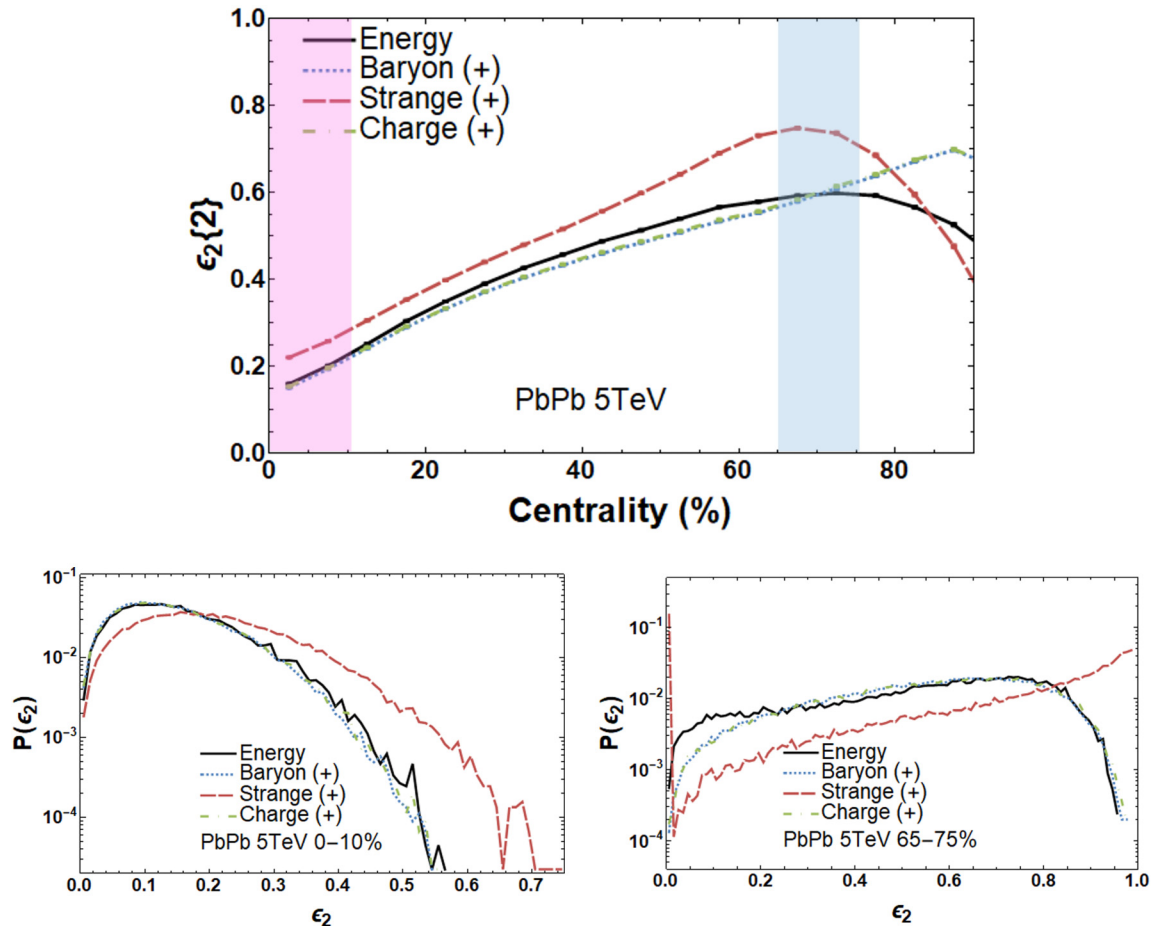 1.0
0.8
0.6
0.4
0.2
0.0
ϵ₂{2}
Energy
Baryon (+)
Strange (+)
Charge (+)
PbPb 5TeV
0 20 40 60 80
Centrality (%)
10⁻¹
10⁻²
10⁻³
10⁻⁴
P(ϵ₂)
Energy
Baryon (+)
Strange (+)
Charge (+)
PbPb 5TeV 0–10%
0.0 0.1 0.2 0.3 0.4 0.5 0.6 0.7
ϵ₂
10⁻¹
10⁻²
10⁻³
10⁻⁴
P(ϵ₂)
Energy
Baryon (+)
Strange (+)
Charge (+)
PbPb 5TeV 65–75%
0.0 0.2 0.4 0.6 0.8 1.0
ϵ₂